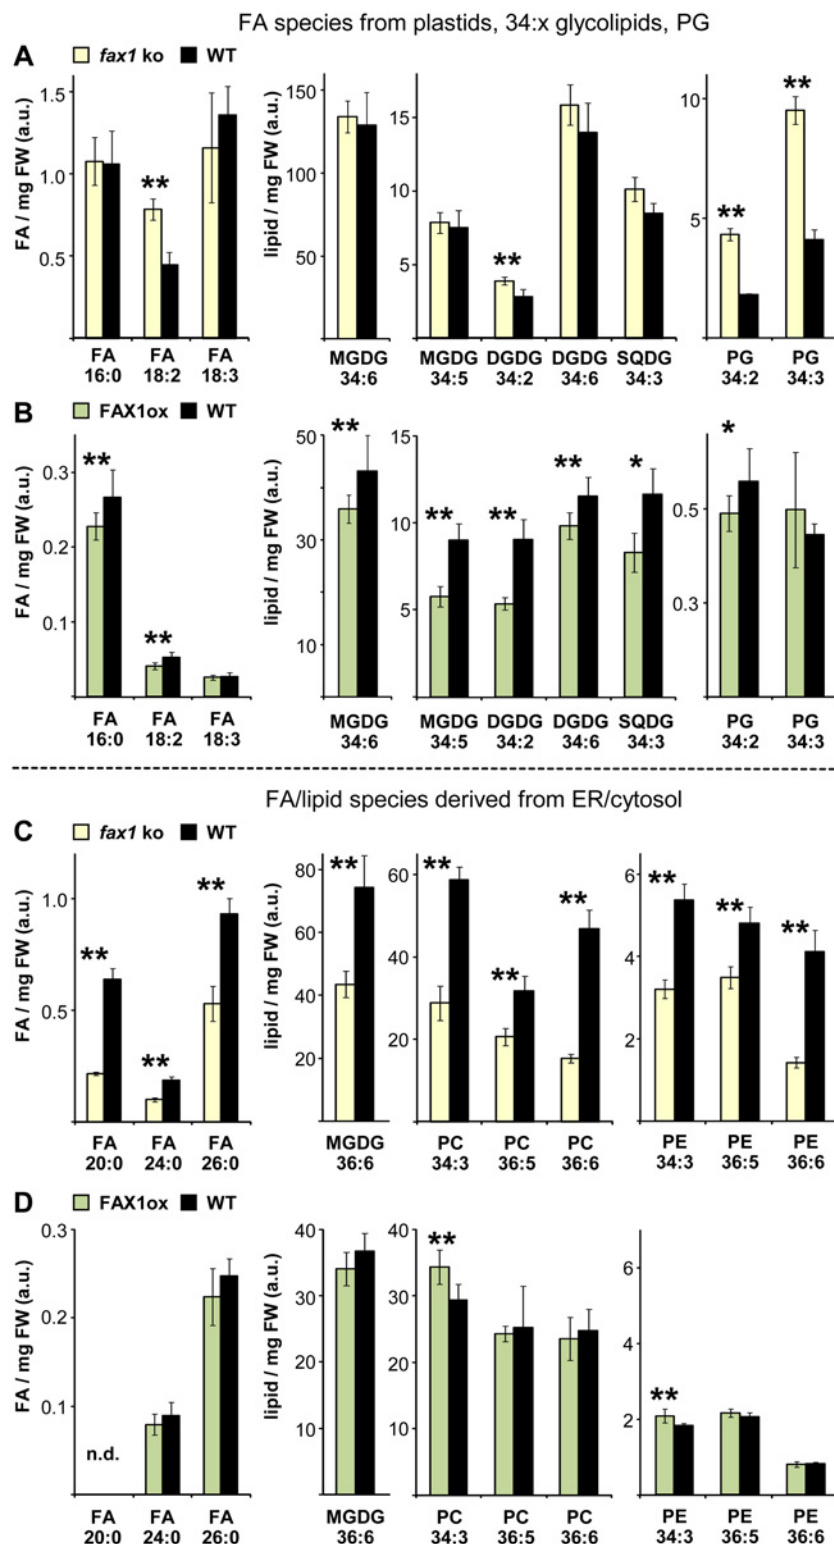 FA species from plastids, 34:x glycolipids, PG
A fax1 ko WT
FA / mg FW (a.u.)
1.5
1.0
0.5
**
FA 16:0
FA 18:2
FA 18:3
lipid / mg FW (a.u.)
150
100
50
MGDG 34:6
15
10
5
**
MGDG 34:5
DGDG 34:2
DGDG 34:6
SQDG 34:3
10
5
**
**
PG 34:2
PG 34:3
B FAX1ox WT
FA / mg FW (a.u.)
0.3
0.2
0.1
**
**
FA 16:0
FA 18:2
FA 18:3
lipid / mg FW (a.u.)
50
30
10
**
MGDG 34:6
15
10
5
**
**
**
*
MGDG 34:5
DGDG 34:2
DGDG 34:6
SQDG 34:3
0.5
0.3
*
PG 34:2
PG 34:3
FA/lipid species derived from ER/cytosol
C fax1 ko WT
FA / mg FW (a.u.)
1.0
0.5
**
**
**
FA 20:0
FA 24:0
FA 26:0
lipid / mg FW (a.u.)
80
60
40
20
**
MGDG 36:6
60
40
20
**
**
**
PC 34:3
PC 36:5
PC 36:6
6
4
2
**
**
**
PE 34:3
PE 36:5
PE 36:6
D FAX1ox WT
FA / mg FW (a.u.)
0.3
0.2
0.1
n.d.
FA 20:0
FA 24:0
FA 26:0
lipid / mg FW (a.u.)
40
30
20
10
MGDG 36:6
40
30
20
10
**
PC 34:3
PC 36:5
PC 36:6
6
4
2
**
PE 34:3
PE 36:5
PE 36:6